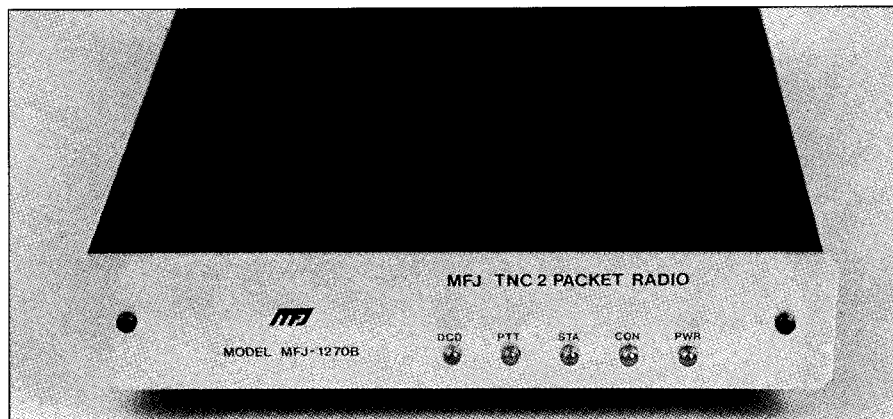 MFJ TNC 2 PACKET RADIO
MFJ
MODEL MFJ-1270B
DCD PTT STA CON PWR